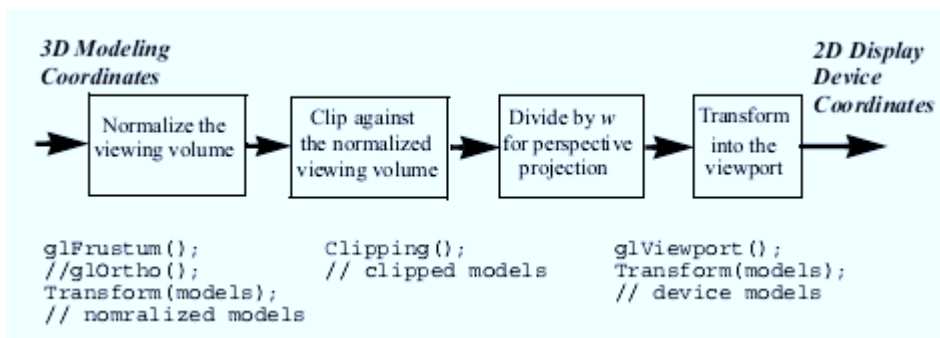 3D Modeling
Coordinates
2D Display
Device
Coordinates
Normalize the
viewing volume
Clip against
the normalized
viewing volume
Divide by w
for perspective
projection
Transform
into the
viewport
glFrustum();
//glOrtho();
Transform(models);
// nomralized models
Clipping();
// clipped models
glViewport();
Transform(models);
// device models